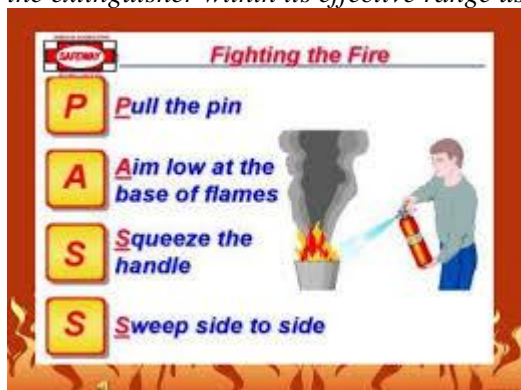 the extinguisher within its effective range us
SAFEWAY
Fighting the Fire
P
Pull the pin
A
Aim low at the
base of flames
S
Squeeze the
handle
S
Sweep side to side